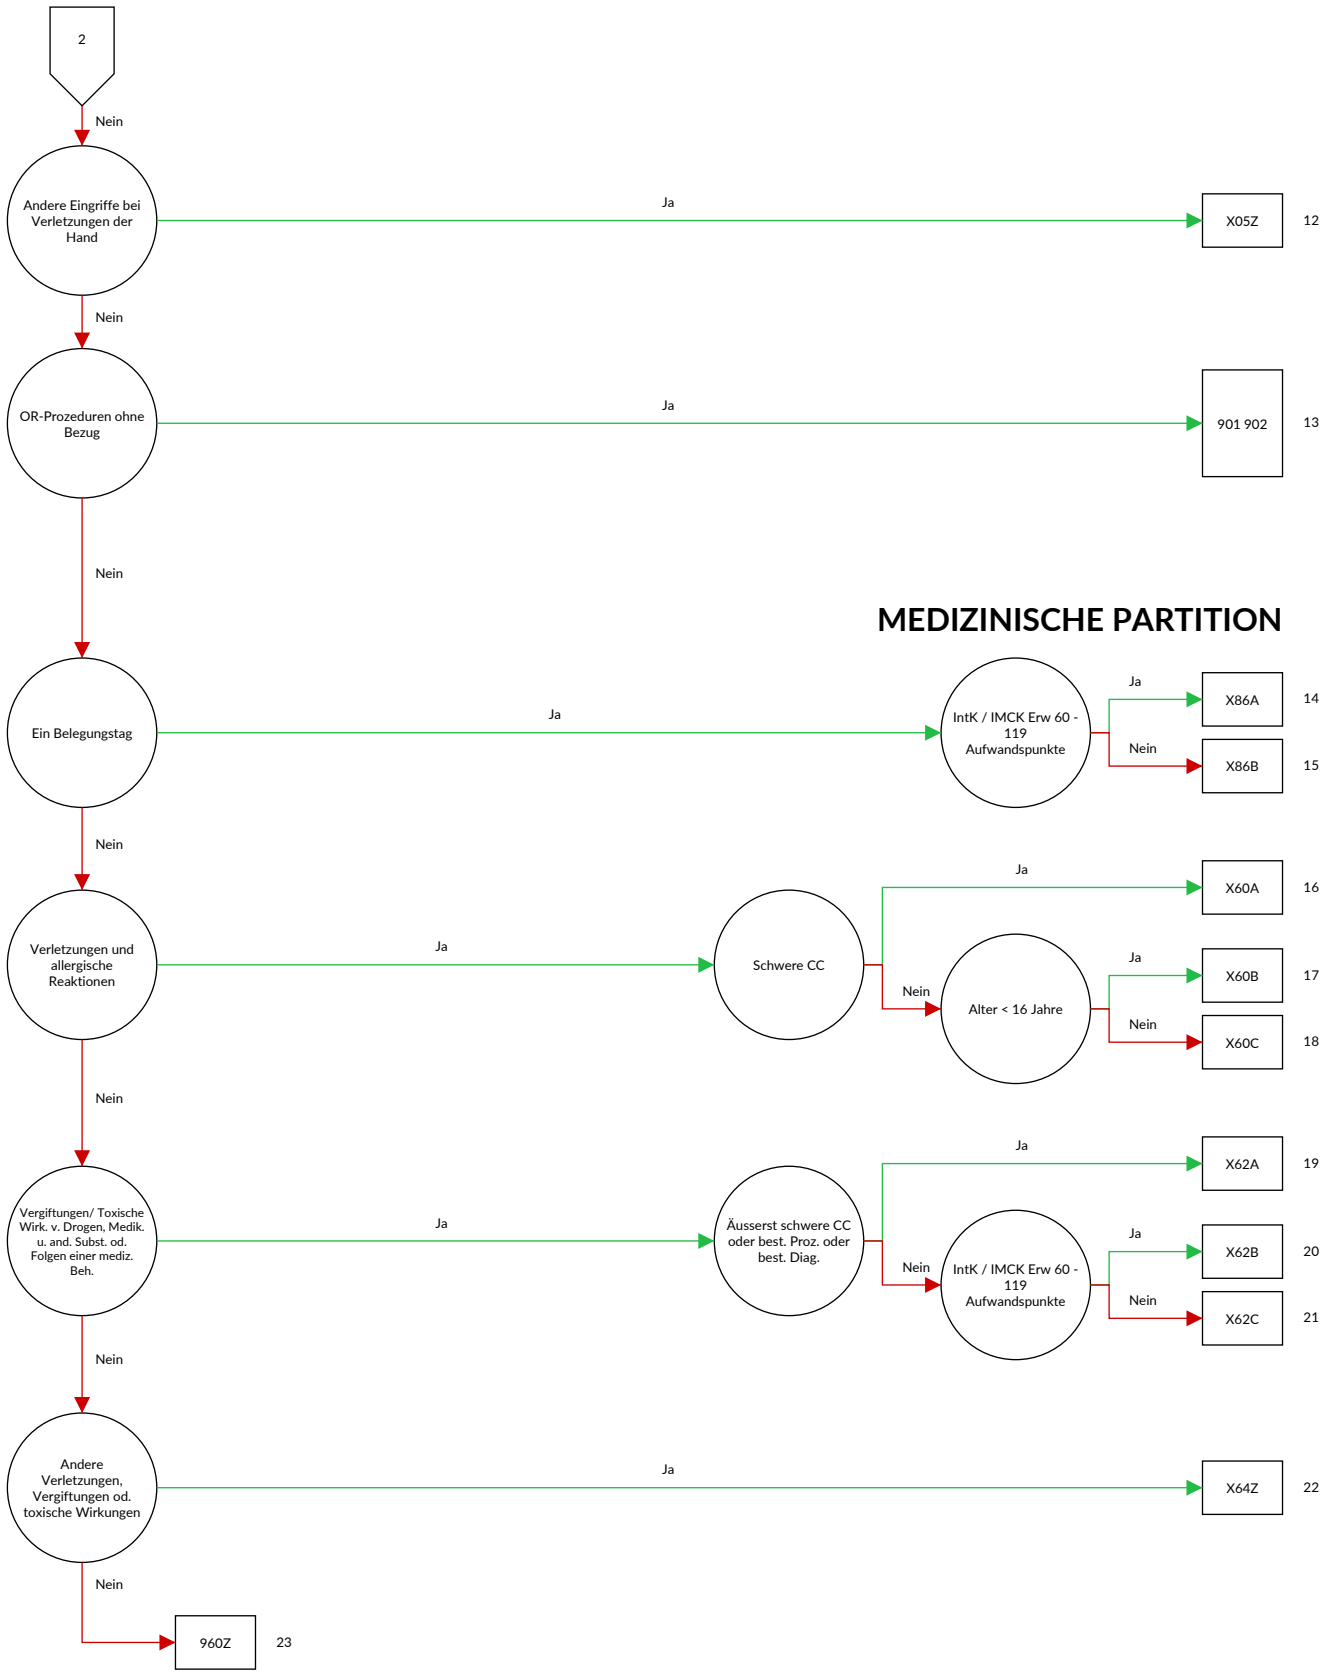 2
Nein
Andere Eingriffe bei
Verletzungen der
Hand
Ja
X05Z
12
Nein
OR-Prozeduren ohne
Bezug
Ja
901 902
13
Nein
MEDIZINISCHE PARTITION
Ein Belegungstag
Ja
IntK / IMCK Erw 60 -
119
Aufwandspunkte
Ja
X86A
14
Nein
X86B
15
Nein
Verletzungen und
allergische
Reaktionen
Ja
Schwere CC
Ja
X60A
16
Nein
Alter < 16 Jahre
Ja
X60B
17
Nein
X60C
18
Nein
Vergiftungen/ Toxische
Wirk. v. Drogen, Medik.
u. and. Subst. od.
Folgen einer mediz.
Beh.
Ja
Äusserst schwere CC
oder best. Proz. oder
best. Diag.
Ja
X62A
19
Nein
IntK / IMCK Erw 60 -
119
Aufwandspunkte
Ja
X62B
20
Nein
X62C
21
Nein
Andere
Verletzungen,
Vergiftungen od.
toxische Wirkungen
Ja
X64Z
22
Nein
960Z
23